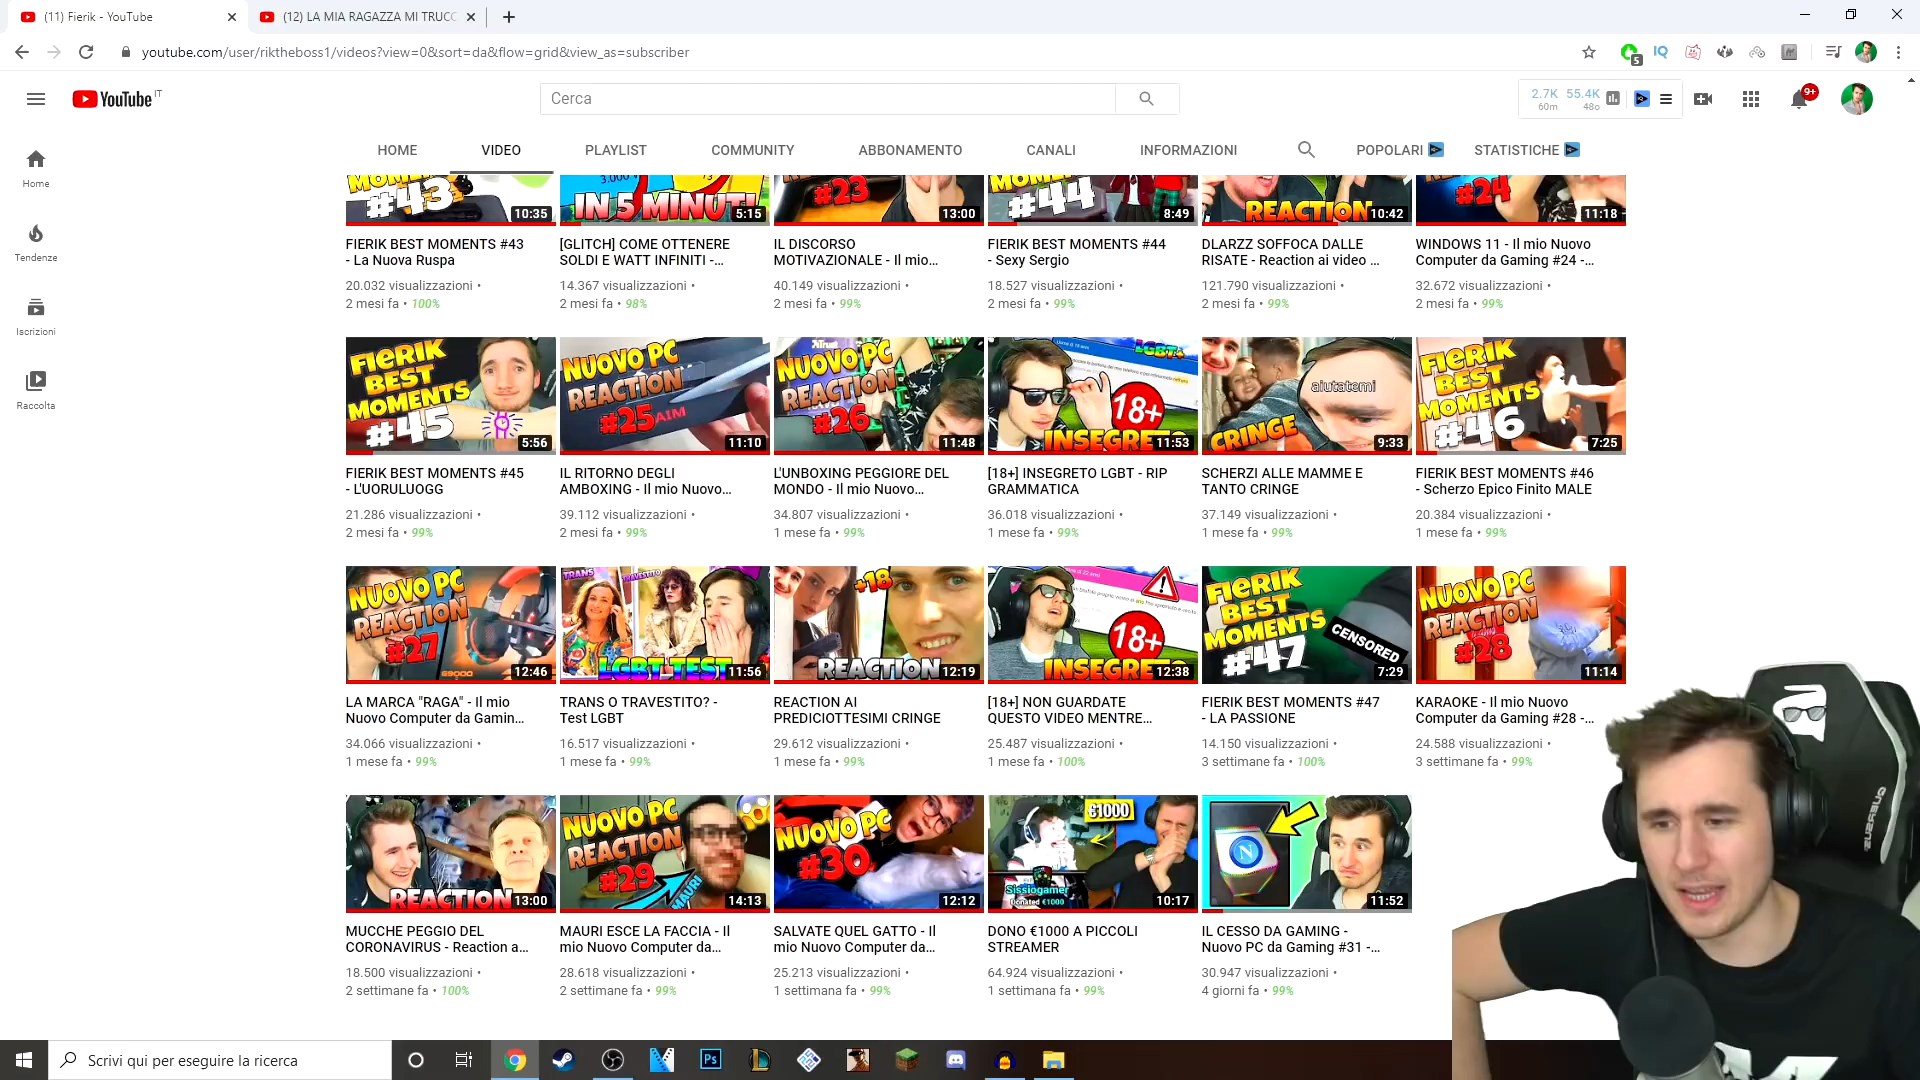 (11) Fierik - YouTube
(12) LA MIA RAGAZZA MI TRUCC
youtube.com/user/riktheboss1/videos?view=0&sort=da&flow=grid&view_as=subscriber
5
YouTube IT
Cerca
2.7K 55.4K
60m 48o
9+
HOME VIDEO PLAYLIST COMMUNITY ABBONAMENTO CANALI INFORMAZIONI POPOLARI STATISTICHE
Home
Tendenze
Iscrizioni
Raccolta
#43 10:35
IN 5 MINUTI 5:15
#23 13:00
#44 8:49
REACTION 10:42
#24 11:18
FIERIK BEST MOMENTS #43
- La Nuova Ruspa
20.032 visualizzazioni •
2 mesi fa • 100%
[GLITCH] COME OTTENERE
SOLDI E WATT INFINITI -...
14.367 visualizzazioni •
2 mesi fa • 98%
IL DISCORSO
MOTIVAZIONALE - Il mio...
40.149 visualizzazioni •
2 mesi fa • 99%
FIERIK BEST MOMENTS #44
- Sexy Sergio
18.527 visualizzazioni •
2 mesi fa • 99%
DLARZZ SOFFOCA DALLE
RISATE - Reaction ai video ...
121.790 visualizzazioni •
2 mesi fa • 99%
WINDOWS 11 - Il mio Nuovo
Computer da Gaming #24 -...
32.672 visualizzazioni •
2 mesi fa • 99%
FIERIK
BEST
MOMENTS
#45
5:56
NUOVO PC
REACTION
#25 AIM
11:10
Trust
NUOVO PC
REACTION
#26
11:48
LGBT+
18+
INSEGRETO
11:53
aiutatemi
CRINGE
9:33
FIERIK
BEST
MOMENTS
#46
7:25
FIERIK BEST MOMENTS #45
- L'UORULUOGG
21.286 visualizzazioni •
2 mesi fa • 99%
IL RITORNO DEGLI
AMBOXING - Il mio Nuovo...
39.112 visualizzazioni •
2 mesi fa • 99%
L'UNBOXING PEGGIORE DEL
MONDO - Il mio Nuovo...
34.807 visualizzazioni •
1 mese fa • 99%
[18+] INSEGRETO LGBT - RIP
GRAMMATICA
36.018 visualizzazioni •
1 mese fa • 99%
SCHERZI ALLE MAMME E
TANTO CRINGE
37.149 visualizzazioni •
1 mese fa • 99%
FIERIK BEST MOMENTS #46
- Scherzo Epico Finito MALE
20.384 visualizzazioni •
1 mese fa • 99%
NUOVO PC
REACTION
#27
12:46
TRANS TRAVESTITO
LGBT TEST
11:56
+18
REACTION
12:19
18+
INSEGRETO
12:38
FIERIK
BEST
MOMENTS
#47
CENSORED
7:29
NUOVO PC
REACTION
#28
11:14
LA MARCA "RAGA" - Il mio
Nuovo Computer da Gamin...
34.066 visualizzazioni •
1 mese fa • 99%
TRANS O TRAVESTITO? -
Test LGBT
16.517 visualizzazioni •
1 mese fa • 99%
REACTION AI
PREDICIOTTESIMI CRINGE
29.612 visualizzazioni •
1 mese fa • 99%
[18+] NON GUARDATE
QUESTO VIDEO MENTRE...
25.487 visualizzazioni •
1 mese fa • 100%
FIERIK BEST MOMENTS #47
- LA PASSIONE
14.150 visualizzazioni •
3 settimane fa • 100%
KARAOKE - Il mio Nuovo
Computer da Gaming #28 -...
24.588 visualizzazioni •
3 settimane fa • 99%
REACTION
13:00
NUOVO PC
REACTION
#29
MAURI
14:13
NUOVO PC
#30
12:12
€1000
Sissiogamer
Donated €1000
10:17
N
11:52
MUCCHE PEGGIO DEL
CORONAVIRUS - Reaction a...
18.500 visualizzazioni •
2 settimane fa • 100%
MAURI ESCE LA FACCIA - Il
mio Nuovo Computer da...
28.618 visualizzazioni •
2 settimane fa • 99%
SALVATE QUEL GATTO - Il
mio Nuovo Computer da...
25.213 visualizzazioni •
1 settimana fa • 99%
DONO €1000 A PICCOLI
STREAMER
64.924 visualizzazioni •
1 settimana fa • 99%
IL CESSO DA GAMING -
Nuovo PC da Gaming #31 -...
30.947 visualizzazioni •
4 giorni fa • 99%
Scrivi qui per eseguire la ricerca
Ps